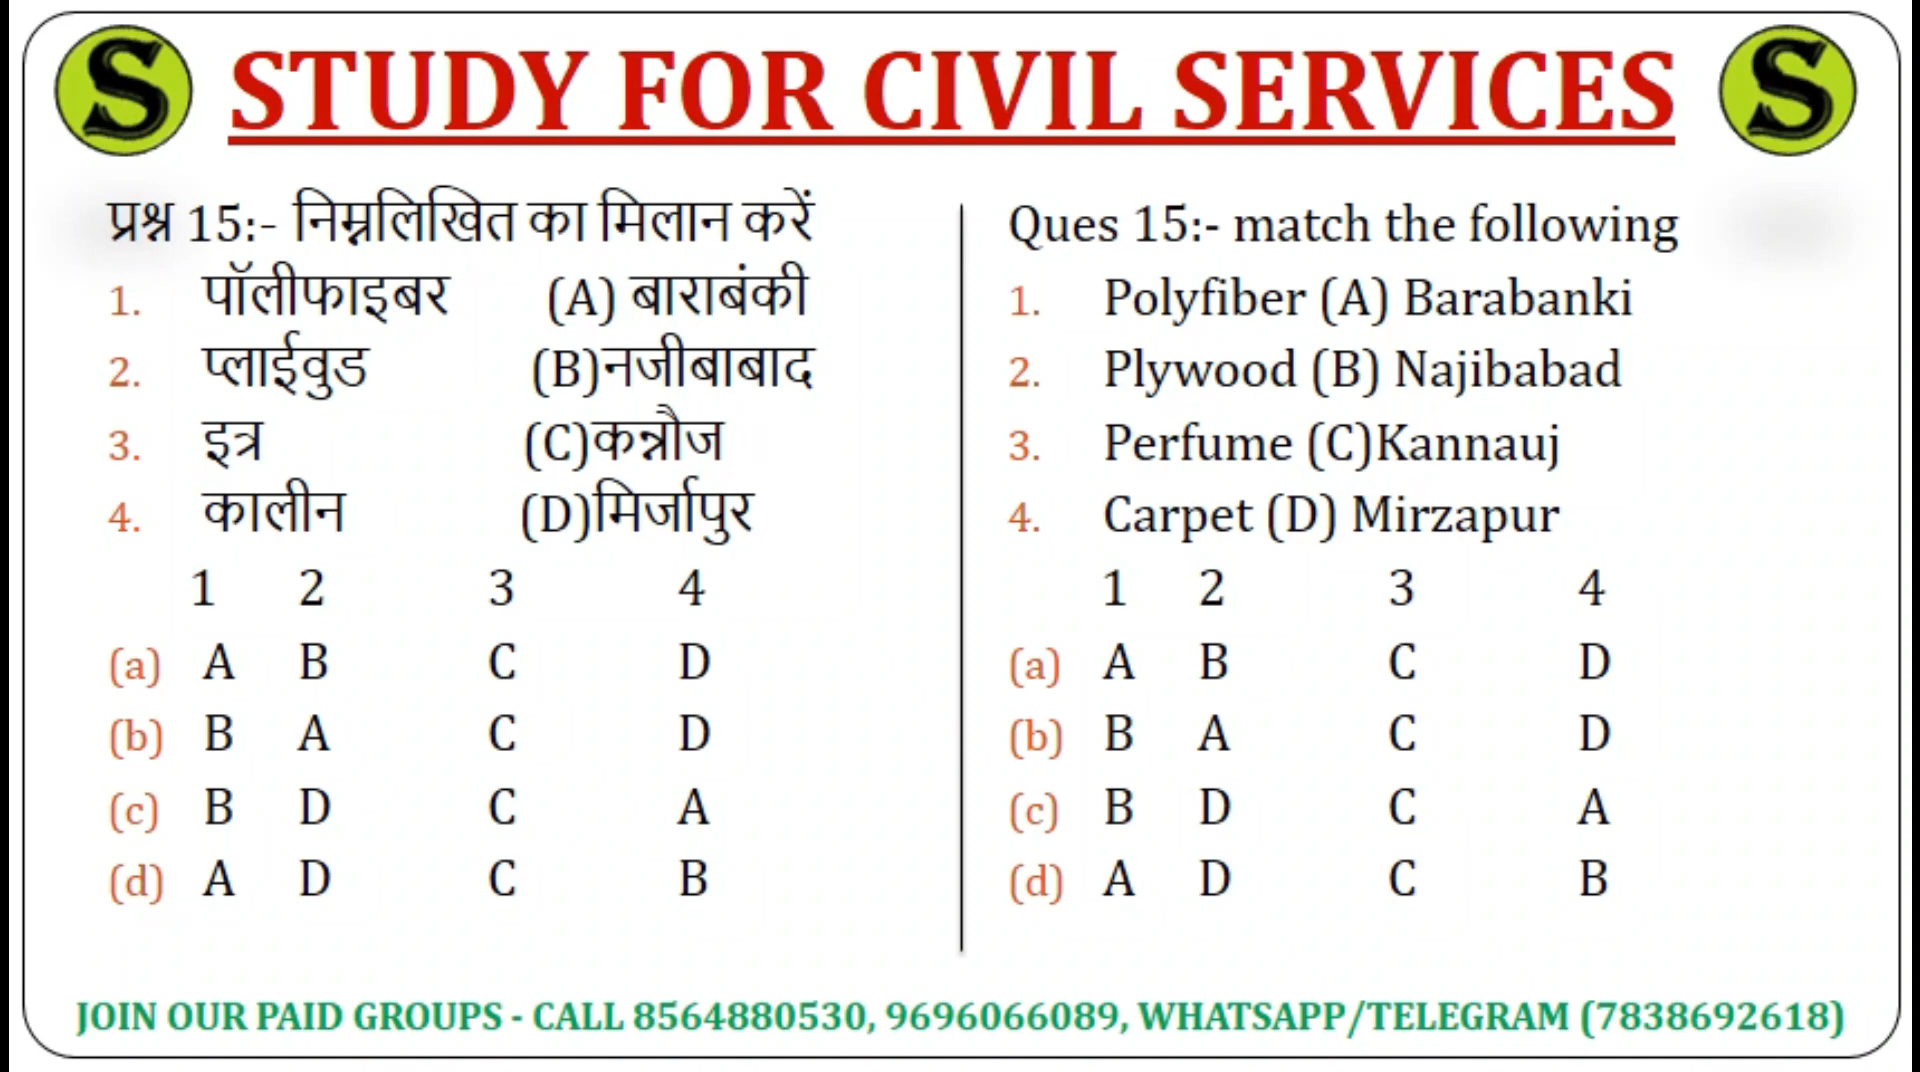 S STUDY FOR CIVIL SERVICES S
प्रश्न 15:- निम्नलिखित का मिलान करें
1. पॉलीफाइबर (A) बाराबंकी
2. प्लाईवुड (B)नजीबाबाद
3. इत्र (C)कन्नौज
4. कालीन (D)मिर्जापुर
1 2 3 4
(a) A B C D
(b) B A C D
(c) B D C A
(d) A D C B
Ques 15:- match the following
1. Polyfiber (A) Barabanki
2. Plywood (B) Najibabad
3. Perfume (C)Kannauj
4. Carpet (D) Mirzapur
1 2 3 4
(a) A B C D
(b) B A C D
(c) B D C A
(d) A D C B
JOIN OUR PAID GROUPS - CALL 8564880530, 9696066089, WHATSAPP/TELEGRAM (7838692618)